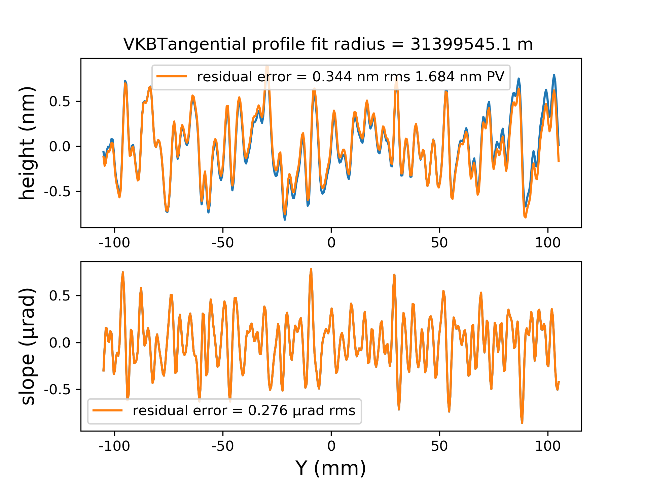 VKBTangential profile fit radius = 31399545.1 m
residual error = 0.344 nm rms 1.684 nm PV
height (nm)
0.5
0.0
-0.5
-100
-50
0
50
100
residual error = 0.276 μrad rms
slope (μrad)
0.5
0.0
-0.5
-100
-50
0
50
100
Y (mm)